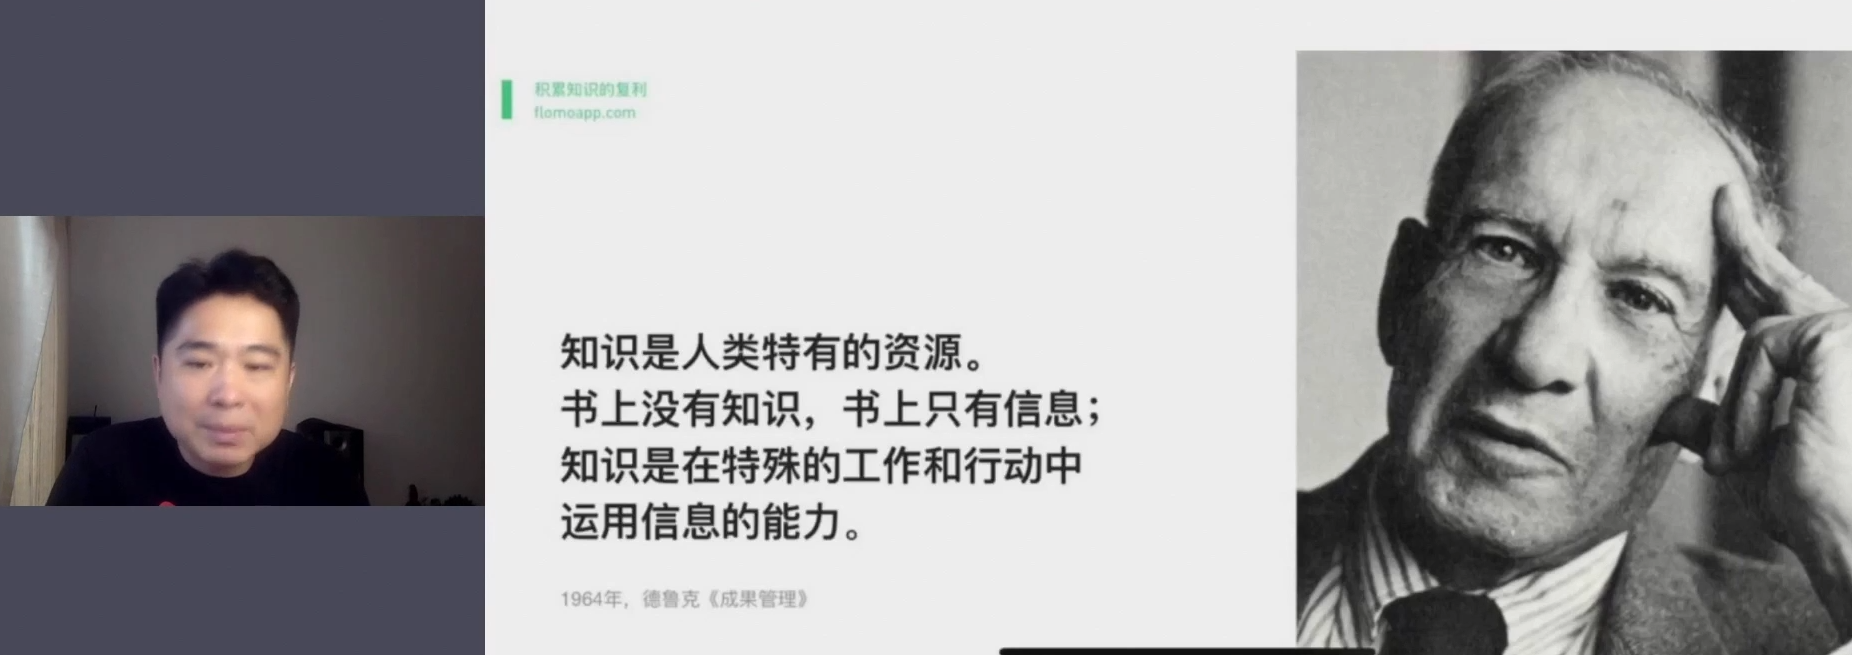 积累知识的复利
flomoapp.com
知识是人类特有的资源。
书上没有知识，书上只有信息；
知识是在特殊的工作和行动中
运用信息的能力。
1964年，德鲁克《成果管理》